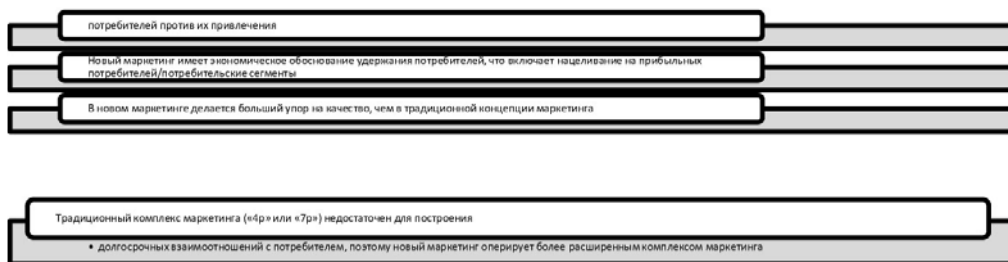 потребителей против их привлечения
Новый маркетинг имеет экономическое обоснование удержания потребителей, что включает нацеливание на прибыльных
потребителей/потребительские сегменты
В новом маркетинге делается больший упор на качество, чем в традиционной концепции маркетинга
Традиционный комплекс маркетинга («4р» или «7р») недостаточен для построения
• долгосрочных взаимоотношений с потребителем, поэтому новый маркетинг оперирует более расширенным комплексом маркетинга